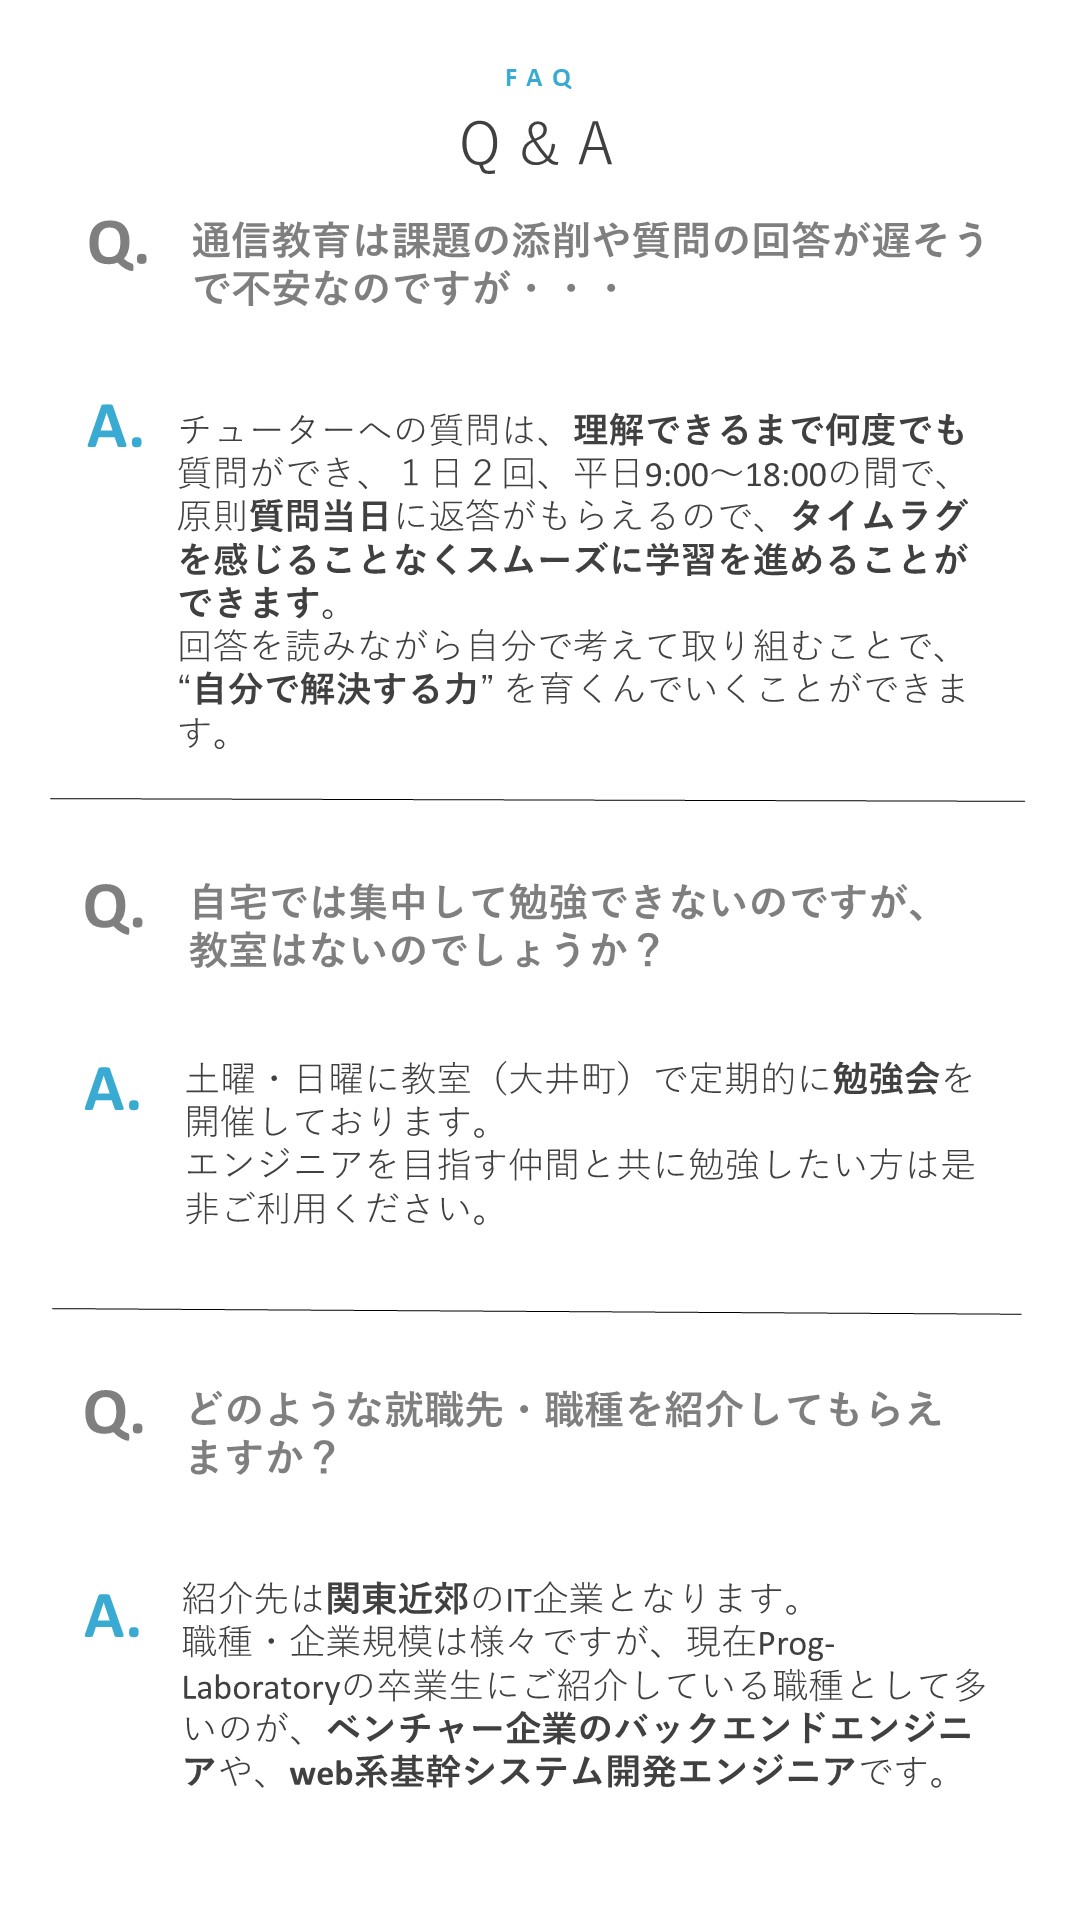 FAQ
Q&A
Q.
通信教育は課題の添削や質問の回答が遅そう
で不安なのですが・・・
A.
チューターへの質問は、理解できるまで何度でも
質問ができ、１日２回、平日9:00～18:00の間で、
原則質問当日に返答がもらえるので、タイムラグ
を感じることなくスムーズに学習を進めることが
できます。
回答を読みながら自分で考えて取り組むことで、
“自分で解決する力” を育くんでいくことができま
す。
Q.
自宅では集中して勉強できないのですが、
教室はないのでしょうか？
A.
土曜・日曜に教室（大井町）で定期的に勉強会を
開催しております。
エンジニアを目指す仲間と共に勉強したい方は是
非ご利用ください。
Q.
どのような就職先・職種を紹介してもらえ
ますか？
A.
紹介先は関東近郊のIT企業となります。
職種・企業規模は様々ですが、現在Prog-
Laboratoryの卒業生にご紹介している職種として多
いのが、ベンチャー企業のバックエンドエンジニ
アや、web系基幹システム開発エンジニアです。